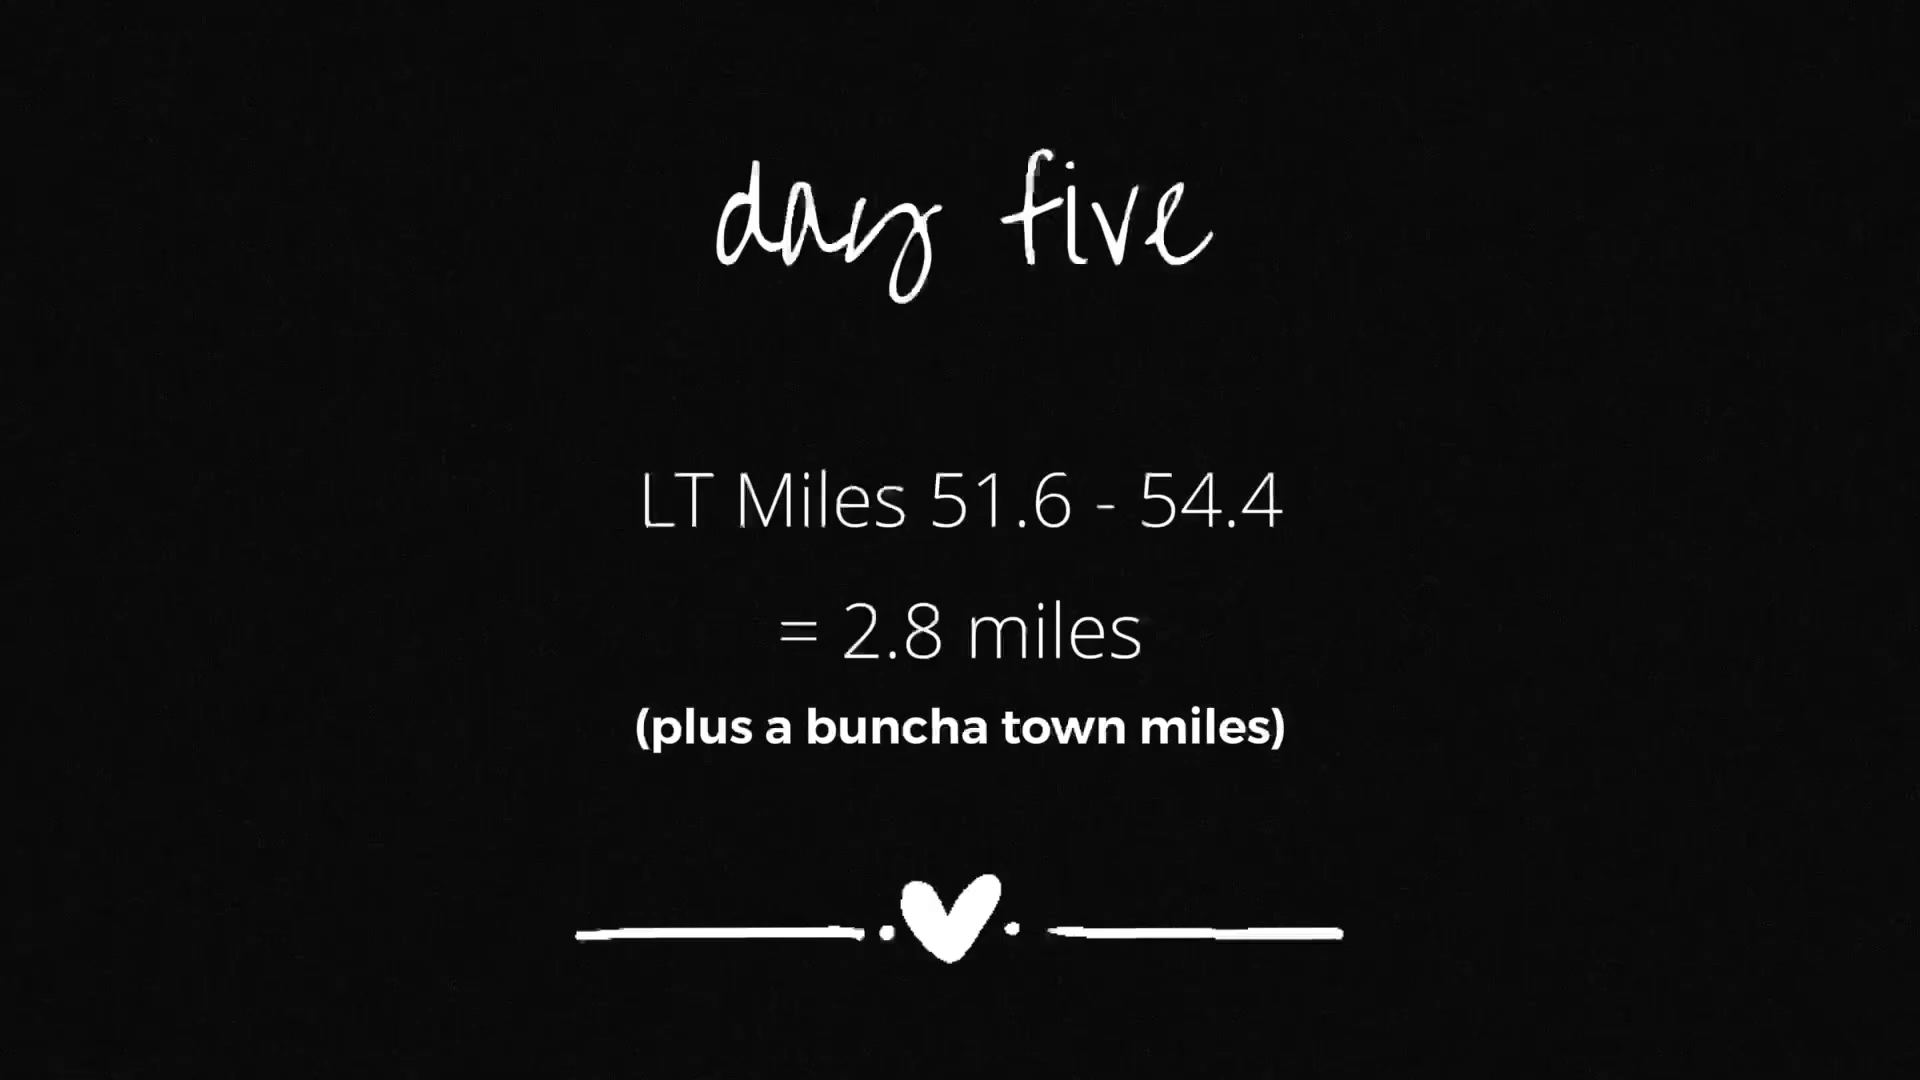 day five
LT Miles 51.6 - 54.4
= 2.8 miles
(plus a buncha town miles)